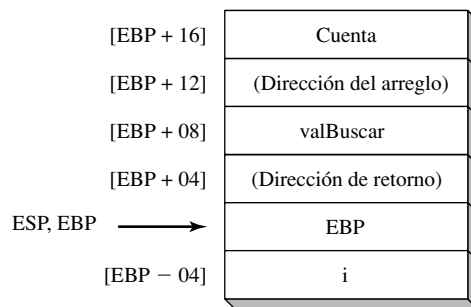 [EBP + 16] Cuenta
[EBP + 12] (Dirección del arreglo)
[EBP + 08] valBuscar
[EBP + 04] (Dirección de retorno)
ESP, EBP EBP
[EBP − 04] i